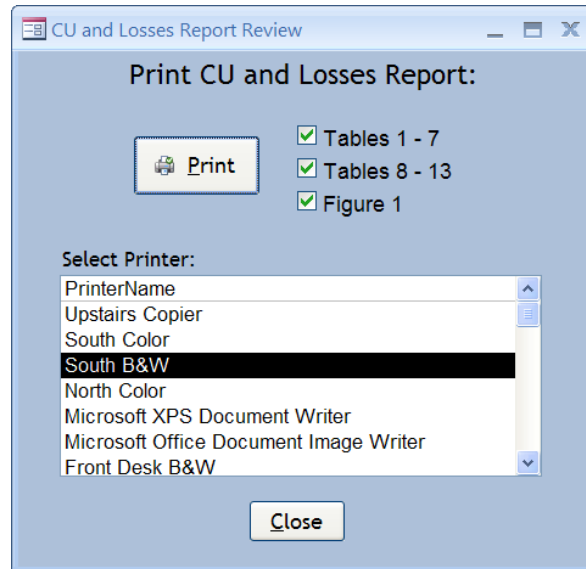 CU and Losses Report Review
Print CU and Losses Report:
Print
Tables 1 - 7
Tables 8 - 13
Figure 1
Select Printer:
PrinterName
Upstairs Copier
South Color
South B&W
North Color
Microsoft XPS Document Writer
Microsoft Office Document Image Writer
Front Desk B&W
Close